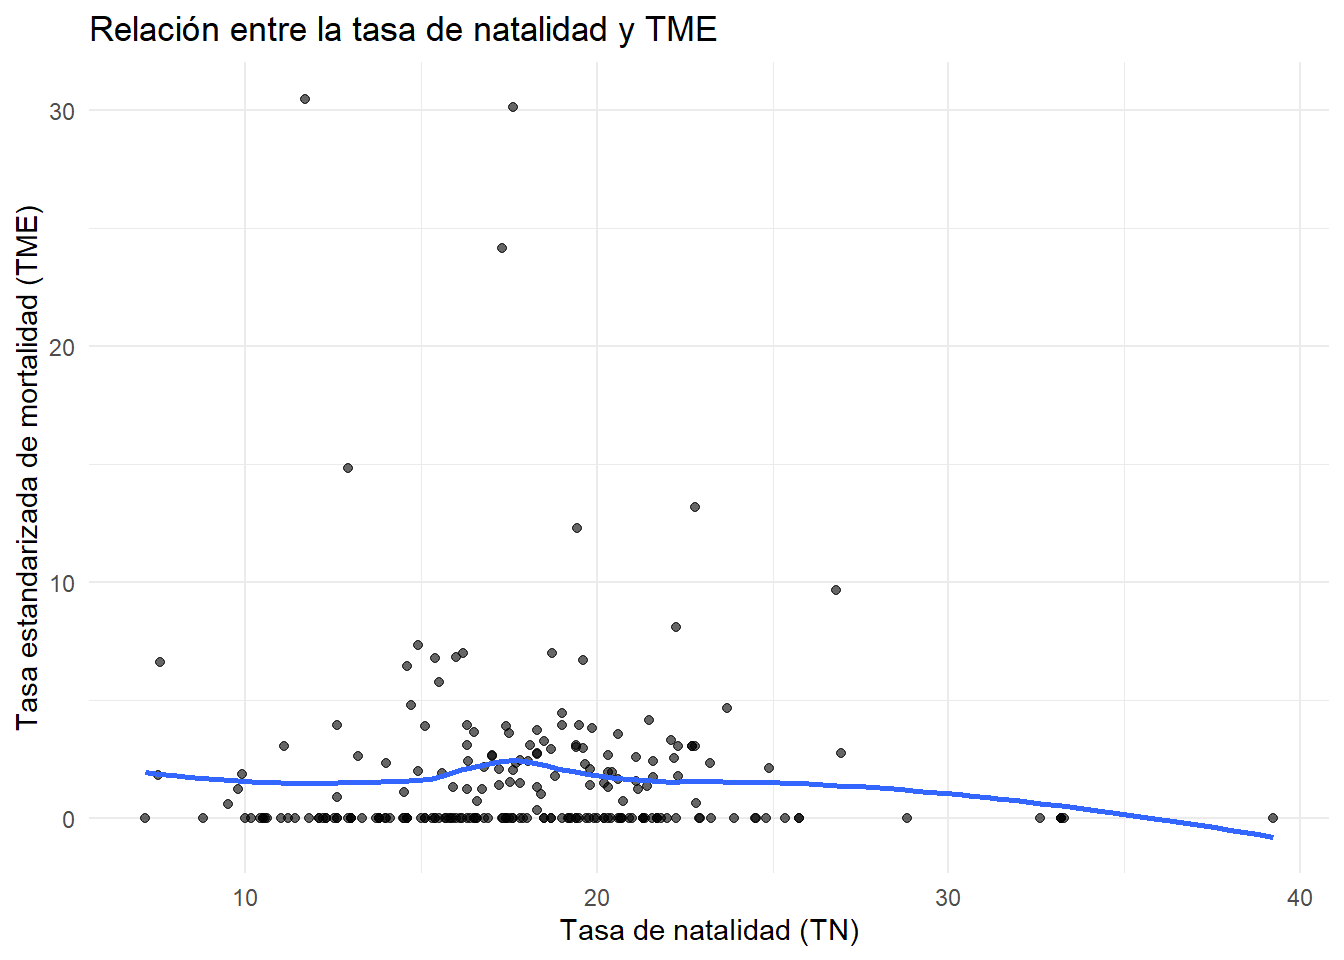 Relación entre la tasa de natalidad y TME
Tasa estandarizada de mortalidad (TME)
30
20
10
0
10
20
30
40
Tasa de natalidad (TN)